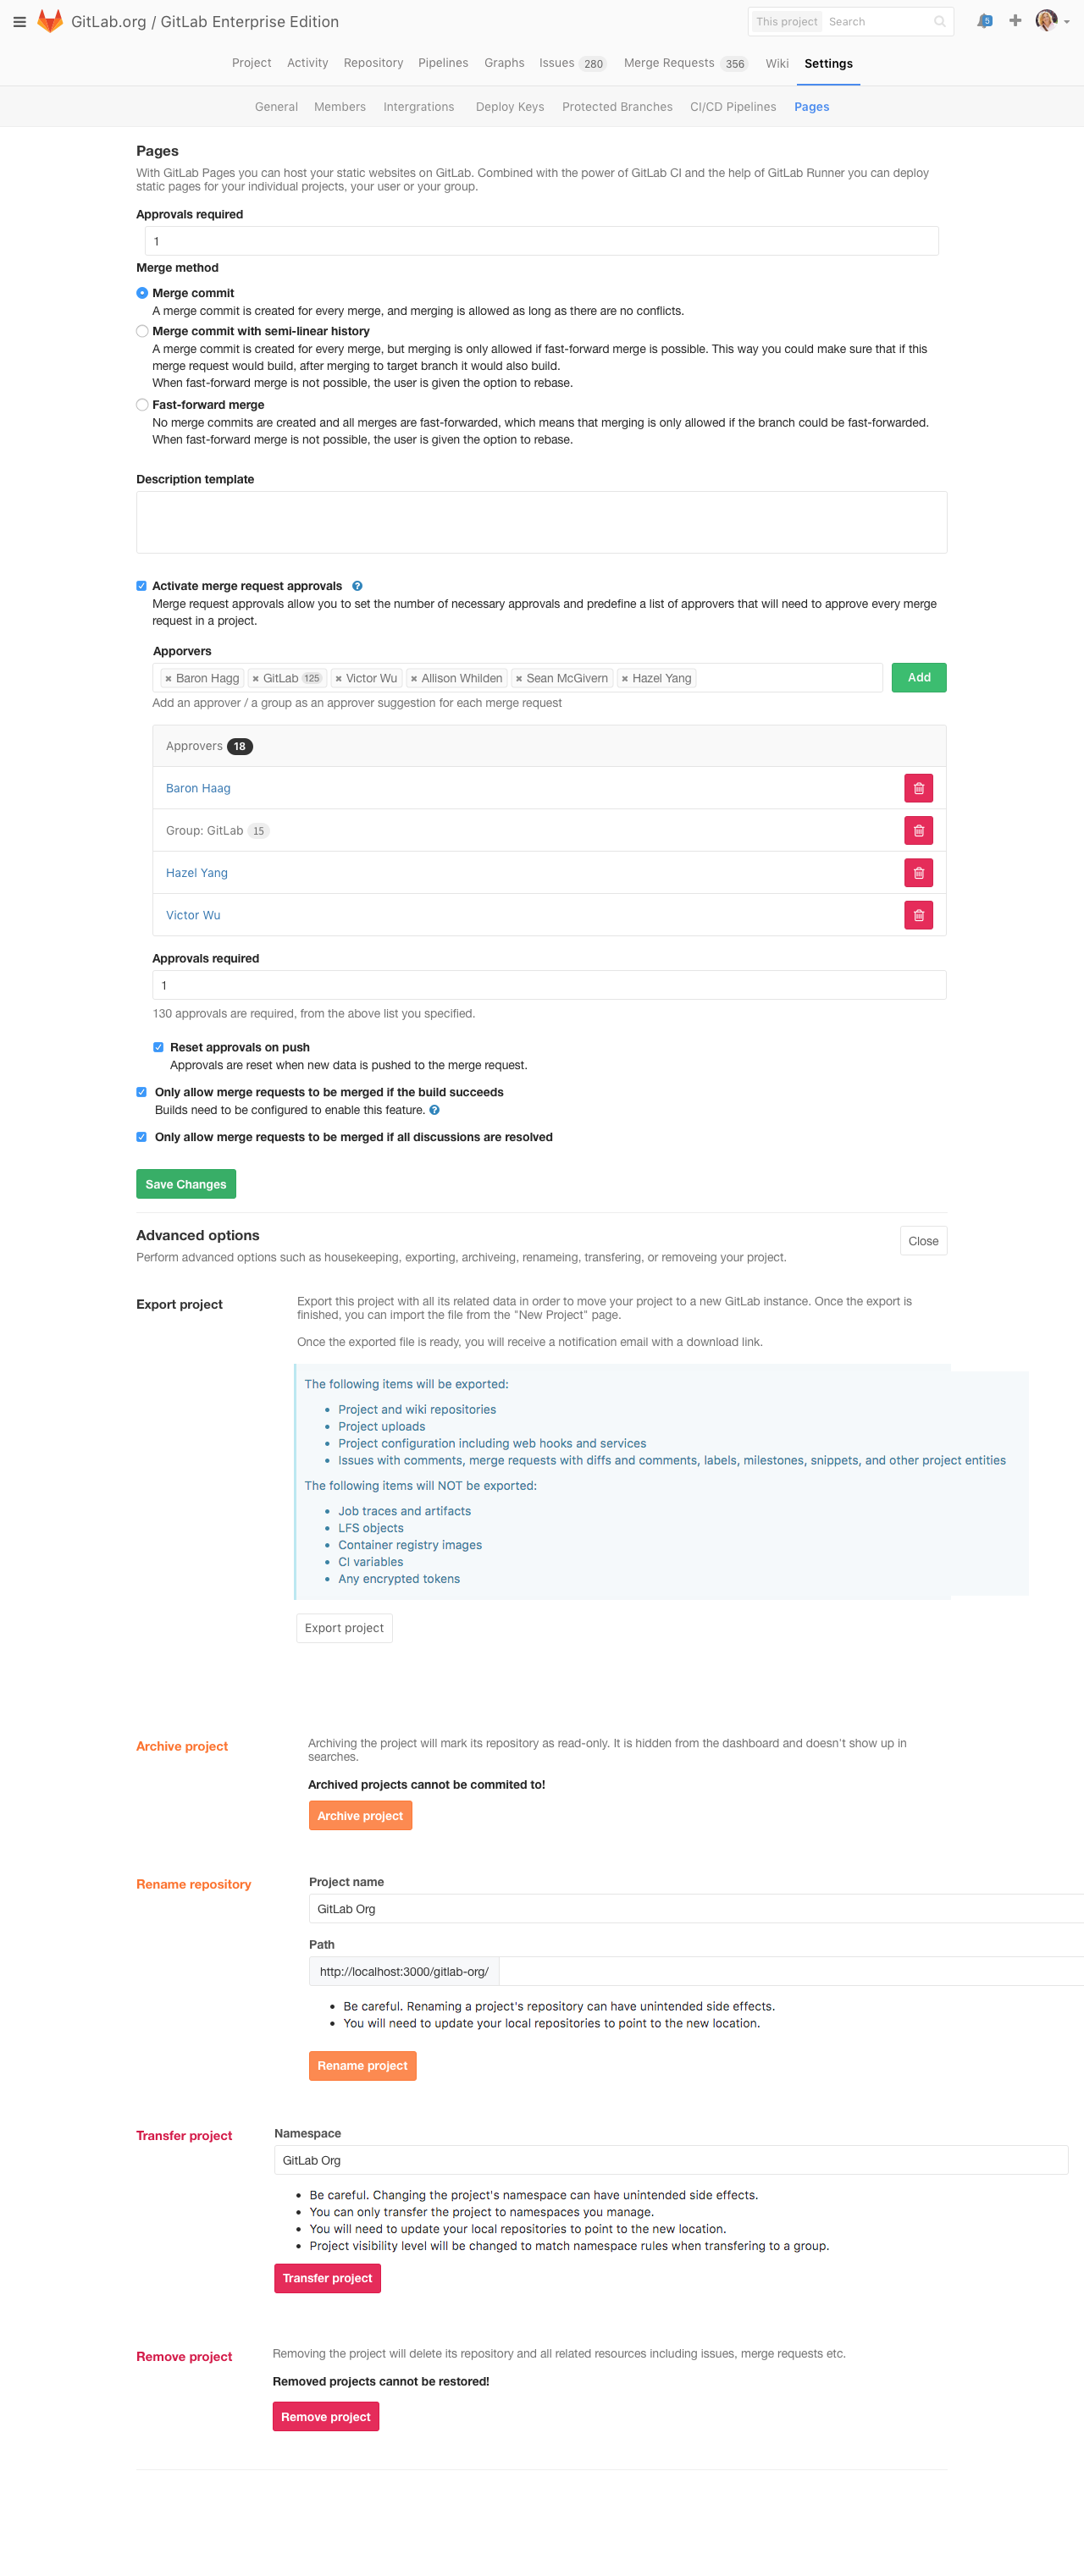 GitLab.org / GitLab Enterprise Edition
This project Search
5
Project Activity Repository Pipelines Graphs Issues 280 Merge Requests 356 Wiki Settings
General Members Intergrations Deploy Keys Protected Branches CI/CD Pipelines Pages
Pages
With GitLab Pages you can host your static websites on GitLab. Combined with the power of GitLab CI and the help of GitLab Runner you can deploy
static pages for your individual projects, your user or your group.
Approvals required
1
Merge method
Merge commit
A merge commit is created for every merge, and merging is allowed as long as there are no conflicts.
Merge commit with semi-linear history
A merge commit is created for every merge, but merging is only allowed if fast-forward merge is possible. This way you could make sure that if this
merge request would build, after merging to target branch it would also build.
When fast-forward merge is not possible, the user is given the option to rebase.
Fast-forward merge
No merge commits are created and all merges are fast-forwarded, which means that merging is only allowed if the branch could be fast-forwarded.
When fast-forward merge is not possible, the user is given the option to rebase.
Description template
Activate merge request approvals ?
Merge request approvals allow you to set the number of necessary approvals and predefine a list of approvers that will need to approve every merge
request in a project.
Apporvers
× Baron Hagg × GitLab 125 × Victor Wu × Allison Whilden × Sean McGivern × Hazel Yang Add
Add an approver / a group as an approver suggestion for each merge request
Approvers 18
Baron Haag
Group: GitLab 15
Hazel Yang
Victor Wu
Approvals required
1
130 approvals are required, from the above list you specified.
Reset approvals on push
Approvals are reset when new data is pushed to the merge request.
Only allow merge requests to be merged if the build succeeds
Builds need to be configured to enable this feature. ?
Only allow merge requests to be merged if all discussions are resolved
Save Changes
Advanced options
Close
Perform advanced options such as housekeeping, exporting, archiveing, renameing, transfering, or removeing your project.
Export project
Export this project with all its related data in order to move your project to a new GitLab instance. Once the export is
finished, you can import the file from the "New Project" page.
Once the exported file is ready, you will receive a notification email with a download link.
The following items will be exported:
• Project and wiki repositories
• Project uploads
• Project configuration including web hooks and services
• Issues with comments, merge requests with diffs and comments, labels, milestones, snippets, and other project entities
The following items will NOT be exported:
• Job traces and artifacts
• LFS objects
• Container registry images
• CI variables
• Any encrypted tokens
Export project
Archive project
Archiving the project will mark its repository as read-only. It is hidden from the dashboard and doesn't show up in
searches.
Archived projects cannot be commited to!
Archive project
Rename repository
Project name
GitLab Org
Path
http://localhost:3000/gitlab-org/
• Be careful. Renaming a project's repository can have unintended side effects.
• You will need to update your local repositories to point to the new location.
Rename project
Transfer project
Namespace
GitLab Org
• Be careful. Changing the project's namespace can have unintended side effects.
• You can only transfer the project to namespaces you manage.
• You will need to update your local repositories to point to the new location.
• Project visibility level will be changed to match namespace rules when transfering to a group.
Transfer project
Remove project
Removing the project will delete its repository and all related resources including issues, merge requests etc.
Removed projects cannot be restored!
Remove project